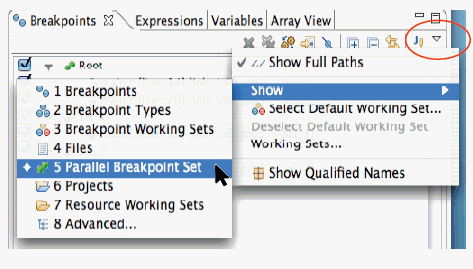 Breakpoints Expressions Variables Array View
Root
Show Full Paths
Show
Select Default Working Set...
Deselect Default Working Set
Working Sets...
Show Qualified Names
1 Breakpoints
2 Breakpoint Types
3 Breakpoint Working Sets
4 Files
5 Parallel Breakpoint Set
6 Projects
7 Resource Working Sets
8 Advanced...